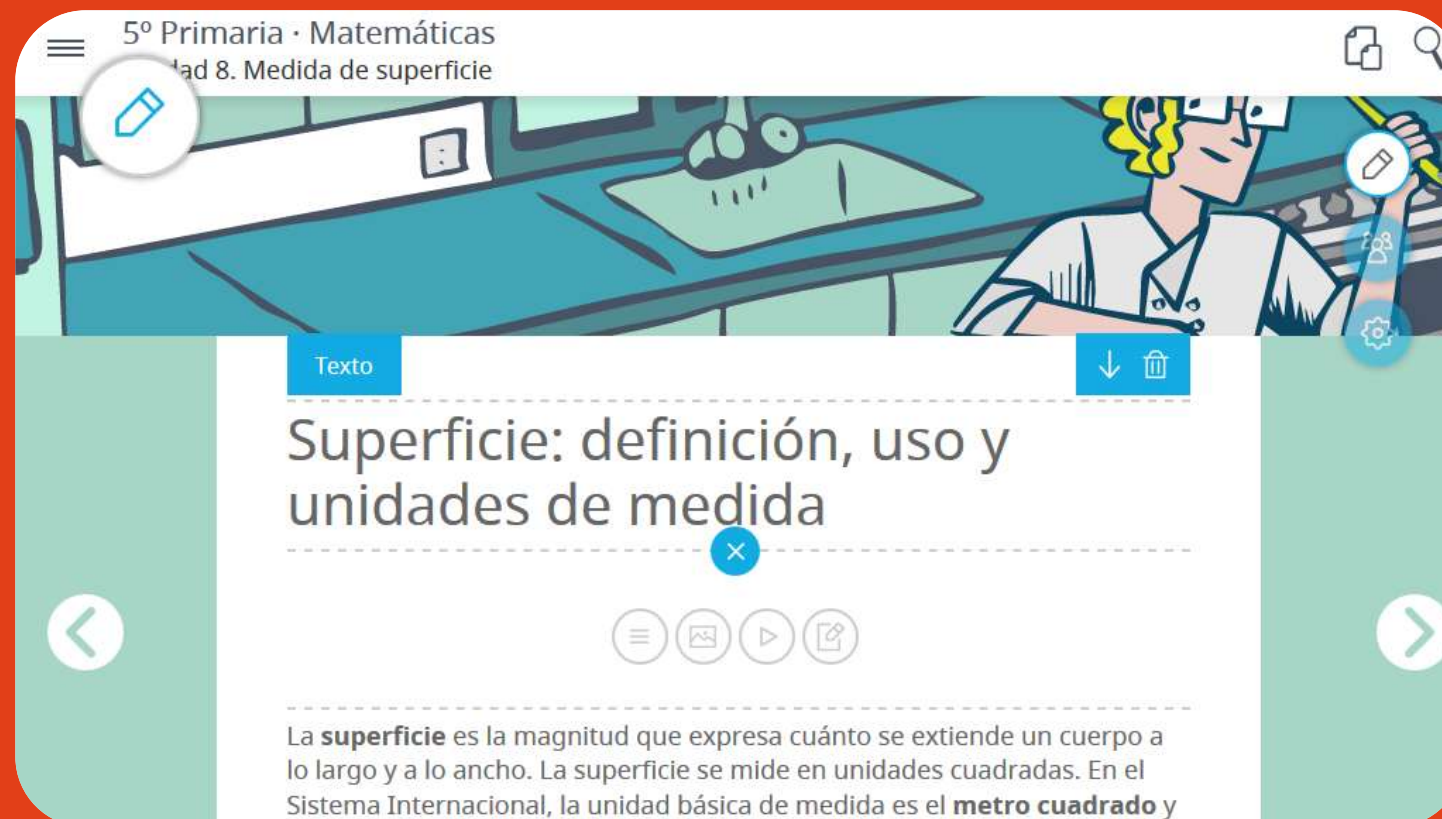 5º Primaria · Matemáticas
8. Medida de superficie
Texto
Superficie: definición, uso y
unidades de medida
La superficie es la magnitud que expresa cuánto se extiende un cuerpo a
lo largo y a lo ancho. La superficie se mide en unidades cuadradas. En el
Sistema Internacional, la unidad básica de medida es el metro cuadrado y